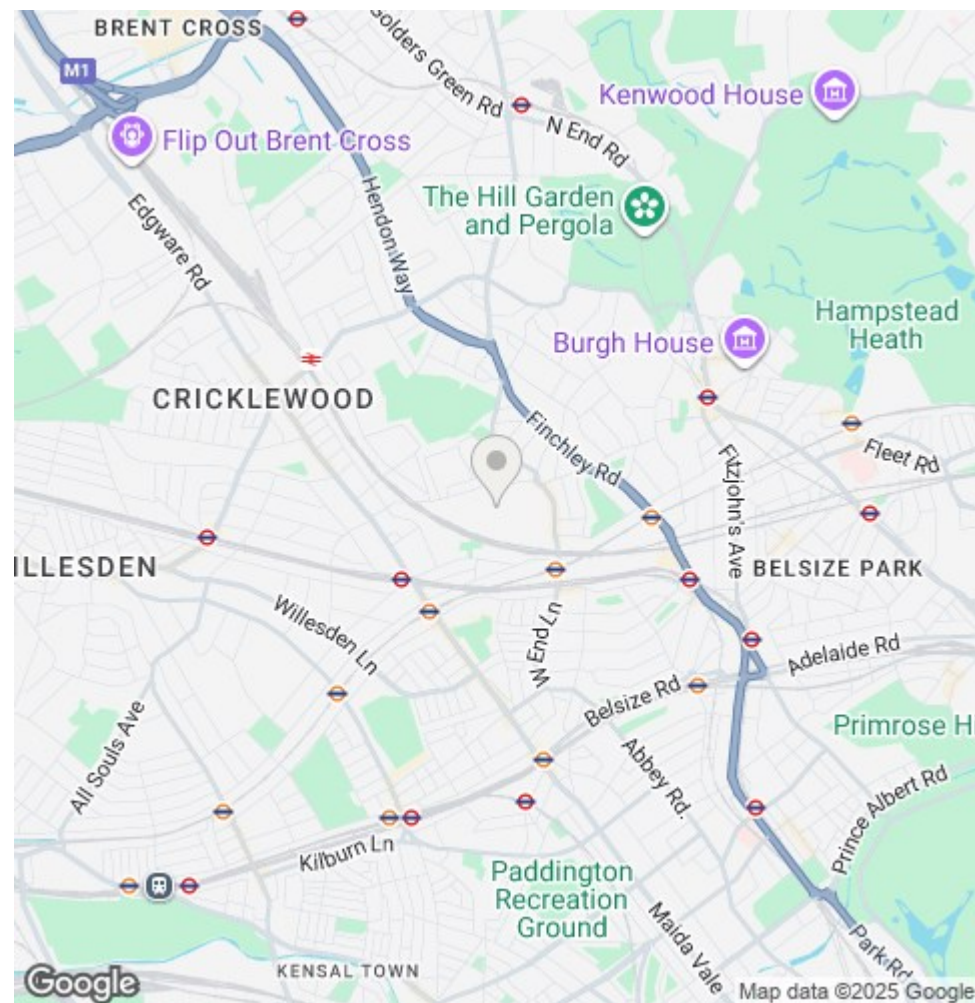 BRENT CROSS
Golders Green Rd
M1
Kenwood House
Flip Out Brent Cross
N End Rd
The Hill Garden
and Pergola
Edgware Rd
Hendon Way
Hampstead
Heath
Burgh House
CRICKLEWOOD
Finchley Rd
Fitzjohn's Ave
Fleet Rd
ILLESDEN
BELSIZE PARK
Willesden Ln
W End Ln
Adelaide Rd
Belsize Rd
Primrose H
All Souls Ave
Abbey Rd.
Prince Albert Rd
Kilburn Ln
Paddington
Recreation
Ground
Maida Vale
Park Rd
KENSAL TOWN
Google
Map data ©2025 Google